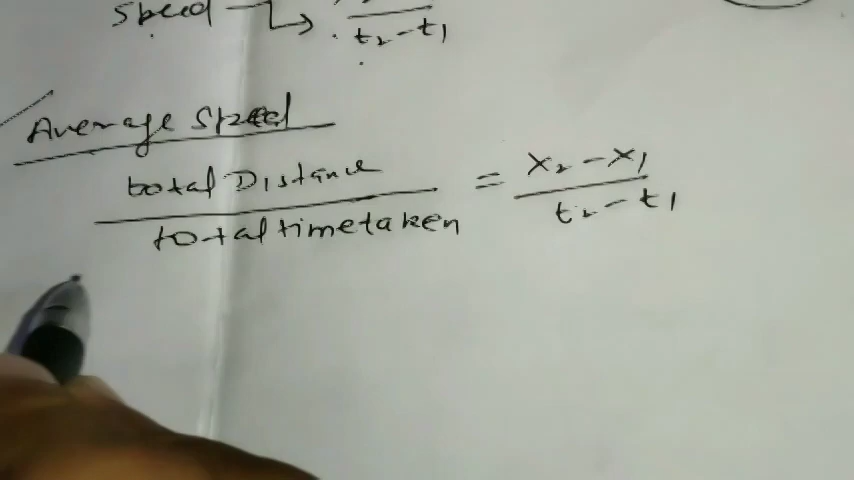 Speed → t₂-t₁
Average Speed
total Distance
total time taken
= x₂-x₁
t₂-t₁